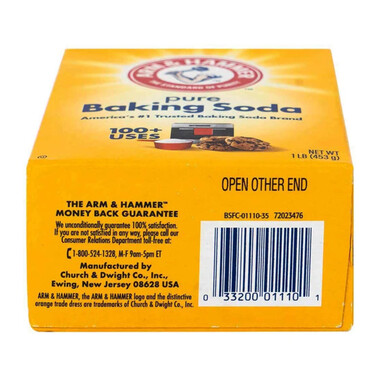 ARM & HAMMER
THE STANDARD OF PURITY
pure
Baking Soda
America's #1 Trusted Baking Soda Brand
100+
USES
NET WT
1 LB (453 g)
OPEN OTHER END
THE ARM & HAMMER™
MONEY BACK GUARANTEE
We unconditionally guarantee 100% satisfaction.
If you are not satisfied in any way, please call our
Consumer Relations Department toll-free at:
1-800-524-1328, M-F 9am-5pm ET
Manufactured by
Church & Dwight Co., Inc.,
Ewing, New Jersey 08628 USA
ARM & HAMMER, the ARM & HAMMER logo and the distinctive
orange trade dress are trademarks of Church & Dwight Co., Inc.
BSFC-01110-35 72023476
0 33200 01110 1